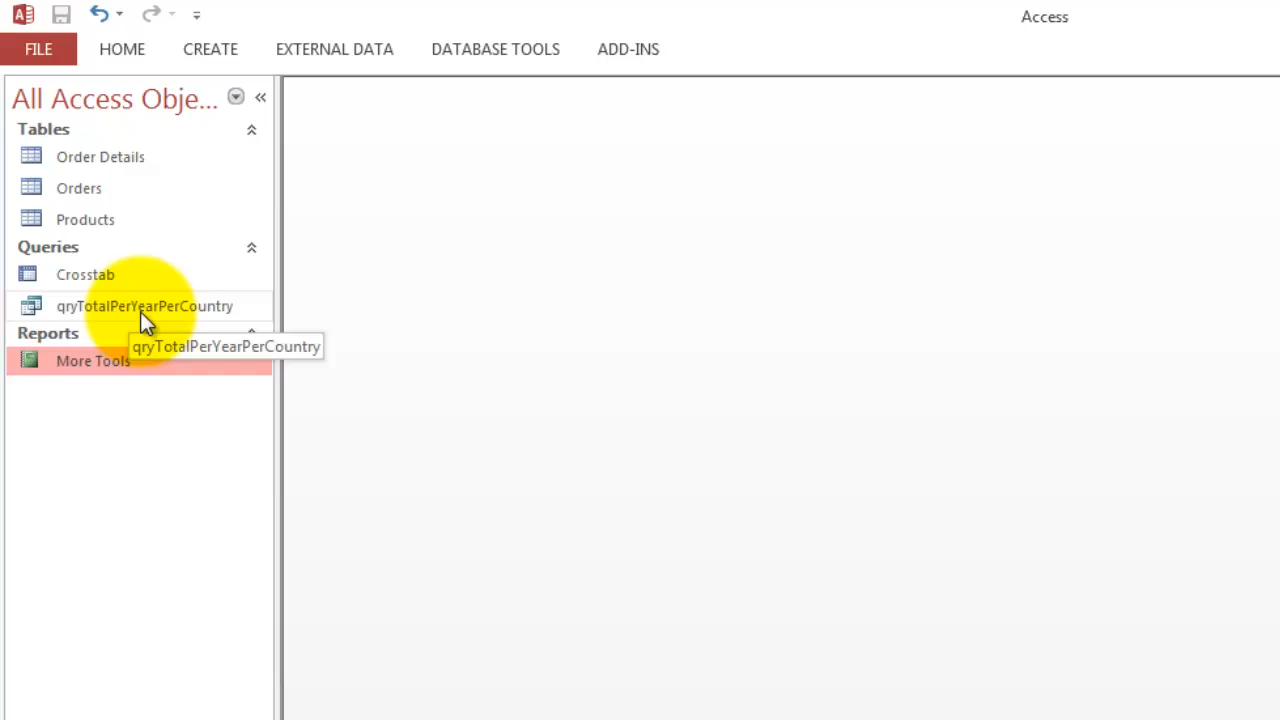 Access
FILE HOME CREATE EXTERNAL DATA DATABASE TOOLS ADD-INS
All Access Obje...
Tables
Order Details
Orders
Products
Queries
Crosstab
qryTotalPerYearPerCountry
Reports
qryTotalPerYearPerCountry
More Tools